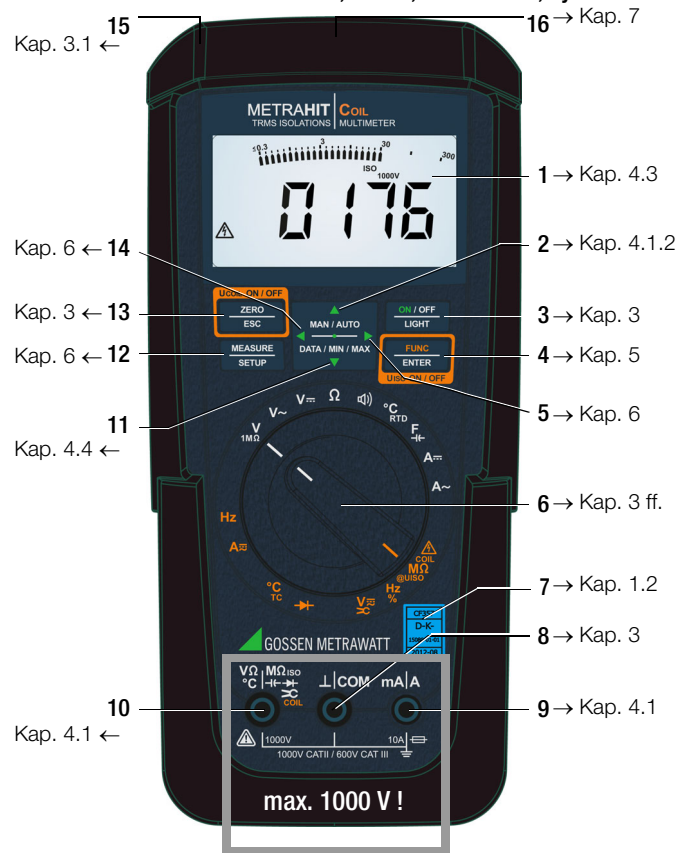 15
16 → Kap. 7
Kap. 3.1 ←
METRAHIT COIL
TRMS ISOLATIONS MULTIMETER
≤0.3 3 30 300
ISO
1000V
0176
1 → Kap. 4.3
2 → Kap. 4.1.2
Kap. 6 ← 14
UCOIL ON / OFF
ZERO
ESC
Kap. 3 ← 13
MAN / AUTO
ON / OFF
LIGHT
3 → Kap. 3
MEASURE
SETUP
Kap. 6 ← 12
DATA / MIN / MAX
FUNC
ENTER
UISO ON / OFF
4 → Kap. 5
5 → Kap. 6
11
Kap. 4.4 ←
V
1MΩ
V~
V⎓
Ω
°C
RTD
F
A⎓
A~
6 → Kap. 3 ff.
Hz
A
°C
TC
V
Hz
%
COIL
MΩ
@UISO
7 → Kap. 1.2
CF352
D-K-
2012-08
8 → Kap. 3
GOSSEN METRAWATT
VΩ
°C
MΩISO
COIL
⊥ COM
mA A
10
Kap. 4.1 ←
9 → Kap. 4.1
1000V
10A
1000V CATII / 600V CAT III
max. 1000 V !